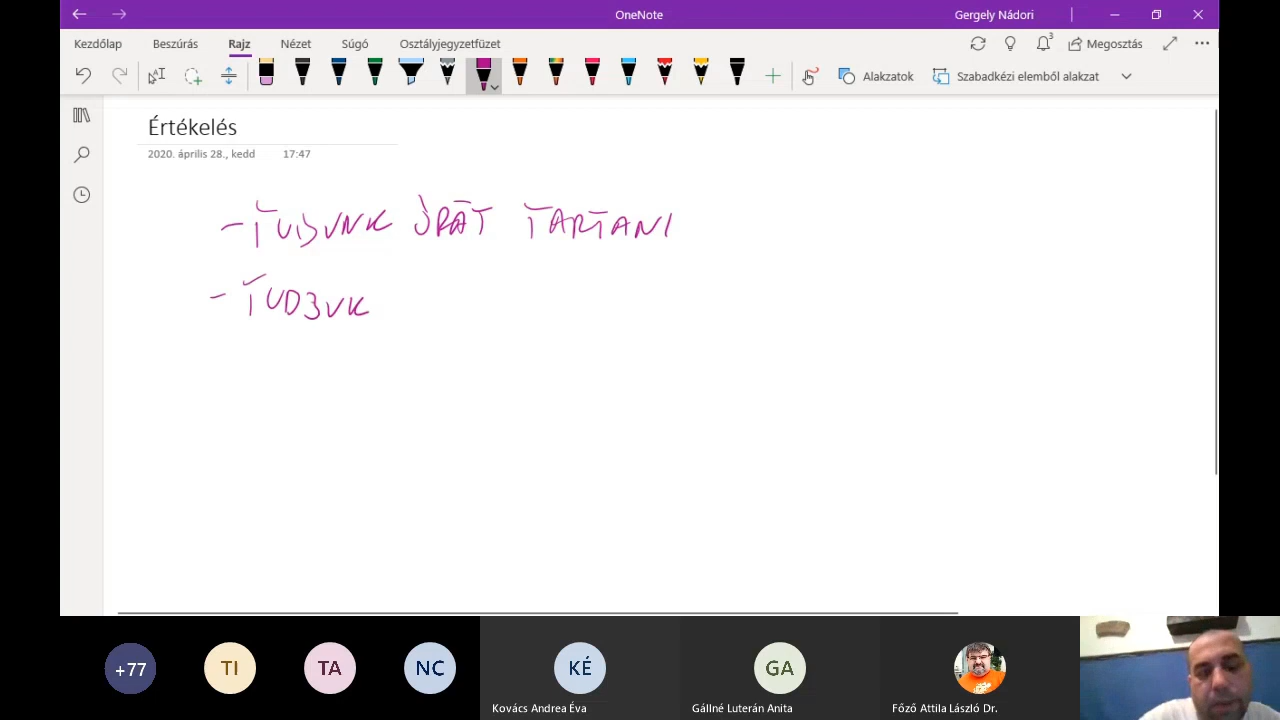 OneNote
Gergely Nádori
Kezdőlap Beszúrás Rajz Nézet Súgó Osztályjegyzetfüzet
3 Megosztás
Alakzatok Szabadkézi elemből alakzat
Értékelés
2020. április 28., kedd 17:47
- TUDUNK ÓRÁT TARTANI
- TUDJUK
+77 TI TA NC KÉ GA
Kovács Andrea Éva Gállné Luterán Anita Főző Attila László Dr.